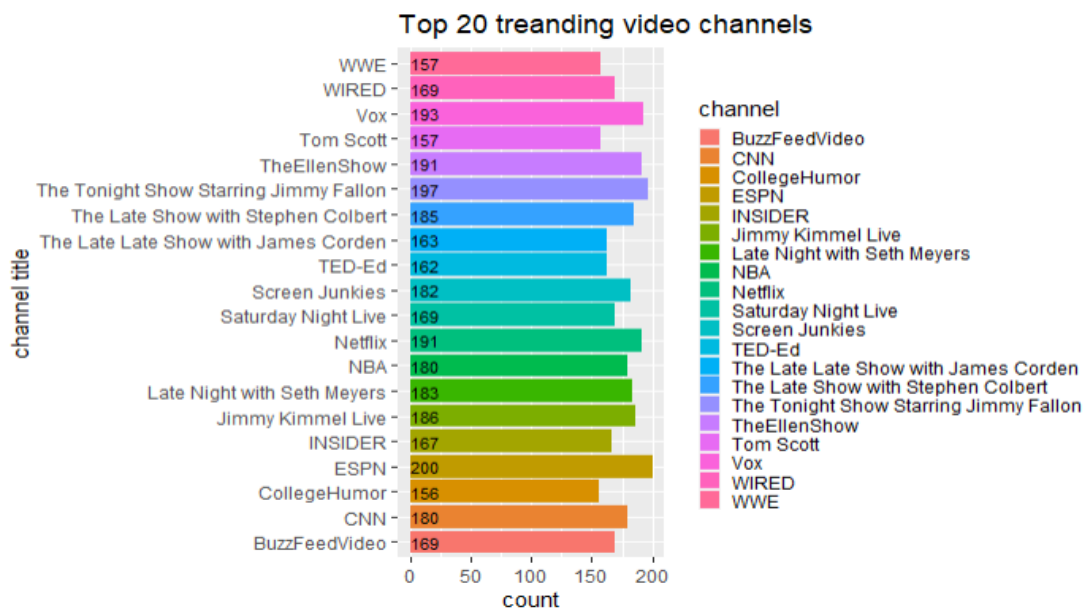 Top 20 treanding video channels
channel title
WWE 157
WIRED 169
Vox 193
Tom Scott 157
TheEllenShow 191
The Tonight Show Starring Jimmy Fallon 197
The Late Show with Stephen Colbert 185
The Late Late Show with James Corden 163
TED-Ed 162
Screen Junkies 182
Saturday Night Live 169
Netflix 191
NBA 180
Late Night with Seth Meyers 183
Jimmy Kimmel Live 186
INSIDER 167
ESPN 200
CollegeHumor 156
CNN 180
BuzzFeedVideo 169
0 50 100 150 200
count
channel
BuzzFeedVideo
CNN
CollegeHumor
ESPN
INSIDER
Jimmy Kimmel Live
Late Night with Seth Meyers
NBA
Netflix
Saturday Night Live
Screen Junkies
TED-Ed
The Late Late Show with James Corden
The Late Show with Stephen Colbert
The Tonight Show Starring Jimmy Fallon
TheEllenShow
Tom Scott
Vox
WIRED
WWE